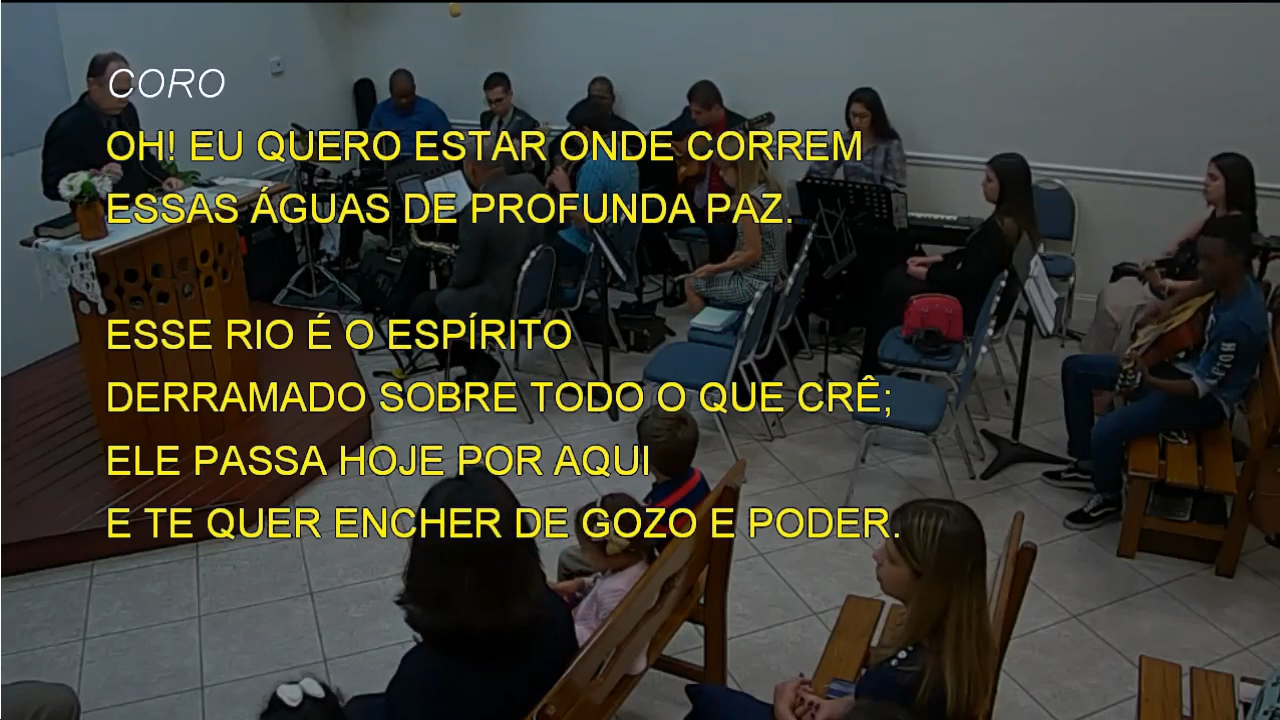 CORO
OH! EU QUERO ESTAR ONDE CORREM
ESSAS ÁGUAS DE PROFUNDA PAZ.
ESSE RIO É O ESPÍRITO
DERRAMADO SOBRE TODO O QUE CRÊ;
ELE PASSA HOJE POR AQUI
E TE QUER ENCHER DE GOZO E PODER.